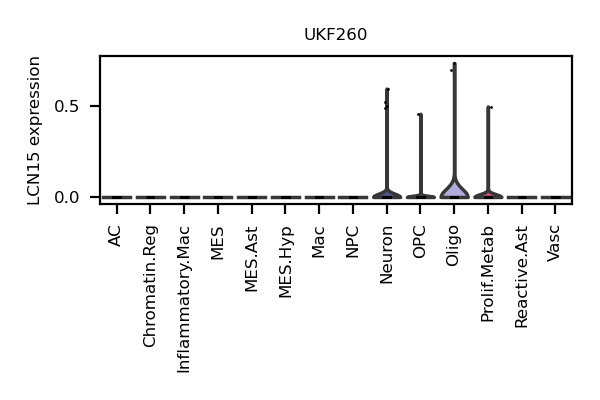 UKF260
LCN15 expression
0.5
0.0
AC
Chromatin.Reg
Inflammatory.Mac
MES
MES.Ast
MES.Hyp
Mac
NPC
Neuron
OPC
Oligo
Prolif.Metab
Reactive.Ast
Vasc